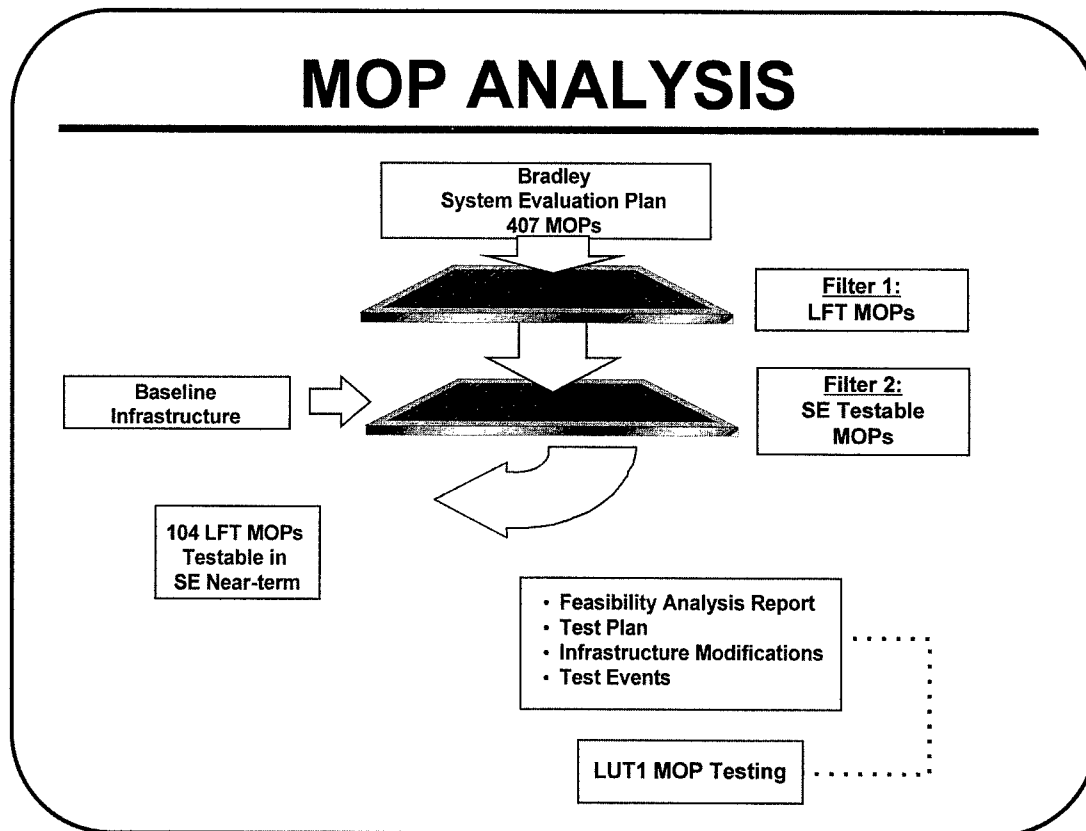 MOP ANALYSIS
Bradley
System Evaluation Plan
407 MOPs
Filter 1:
LFT MOPs
Baseline
Infrastructure
Filter 2:
SE Testable
MOPs
104 LFT MOPs
Testable in
SE Near-term
· Feasibility Analysis Report
· Test Plan
· Infrastructure Modifications
· Test Events
LUT1 MOP Testing